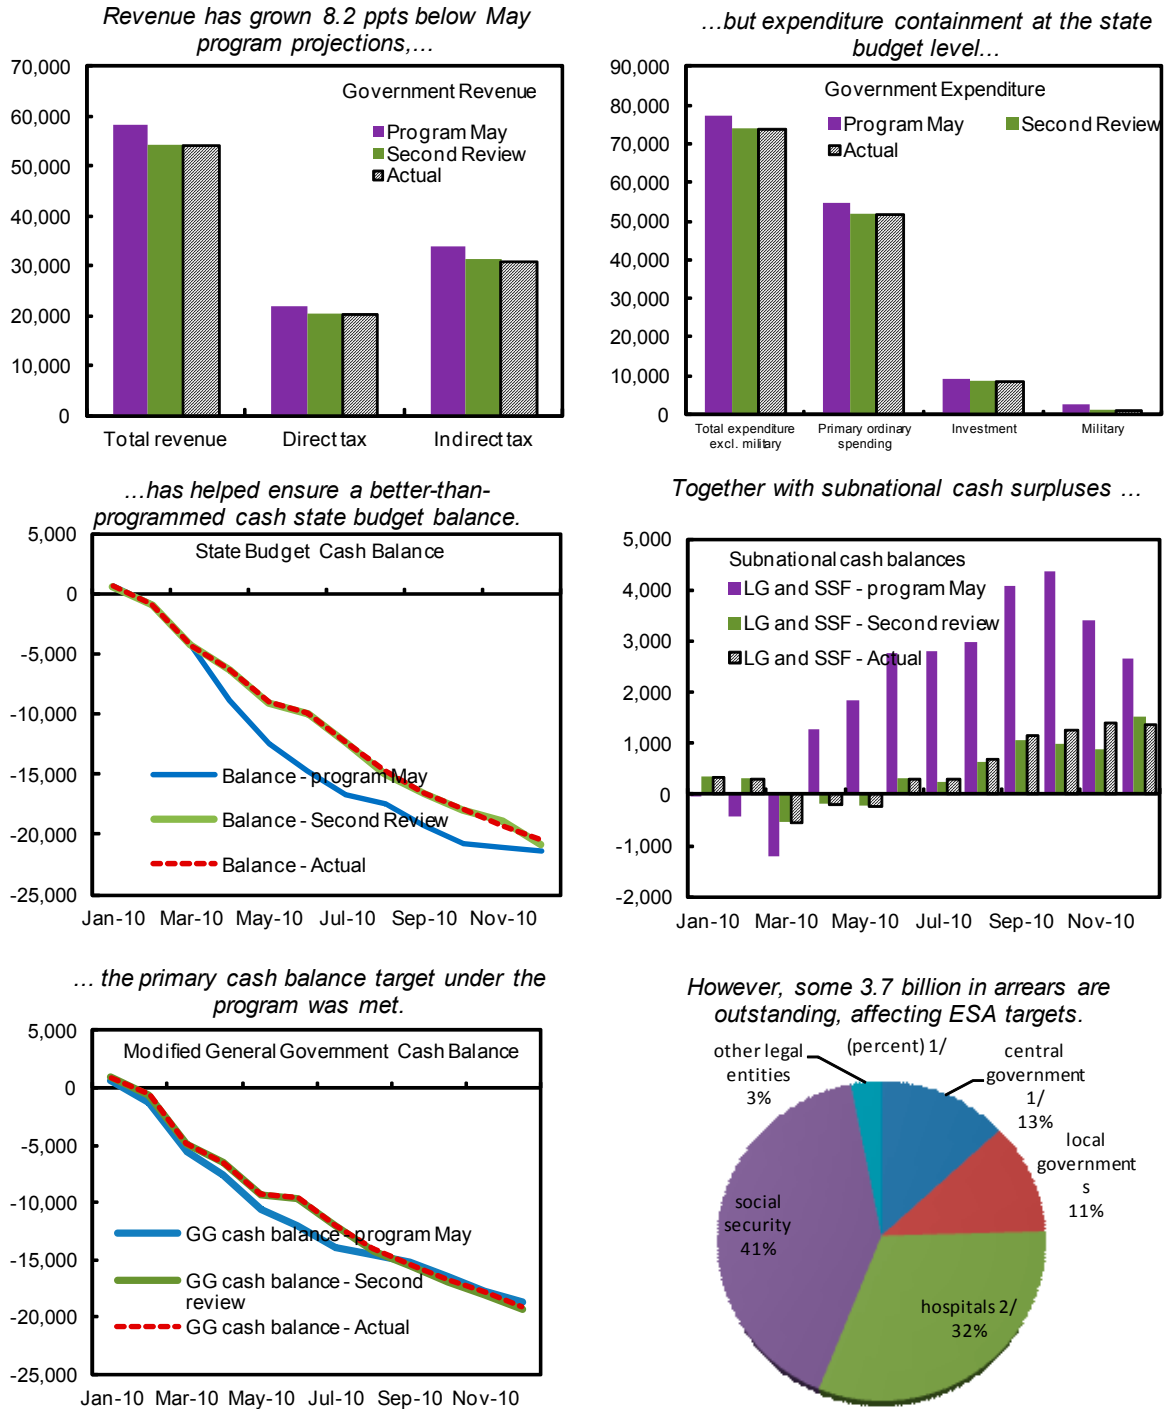 Revenue has grown 8.2 ppts below May
program projections,…
70,000
60,000
50,000
40,000
30,000
20,000
10,000
0
Government Revenue
Program May
Second Review
Actual
Total revenue
Direct tax
Indirect tax
…but expenditure containment at the state
budget level…
90,000
80,000
70,000
60,000
50,000
40,000
30,000
20,000
10,000
0
Government Expenditure
Program May
Second Review
Actual
Total expenditure
excl. military
Primary ordinary
spending
Investment
Military
…has helped ensure a better-than-
programmed cash state budget balance.
5,000
0
-5,000
-10,000
-15,000
-20,000
-25,000
State Budget Cash Balance
Balance - program May
Balance - Second Review
Balance - Actual
Jan-10 Mar-10 May-10 Jul-10 Sep-10 Nov-10
Together with subnational cash surpluses …
5,000
4,000
3,000
2,000
1,000
0
-1,000
-2,000
Subnational cash balances
LG and SSF - program May
LG and SSF - Second review
LG and SSF - Actual
Jan-10 Mar-10 May-10 Jul-10 Sep-10 Nov-10
… the primary cash balance target under the
program was met.
5,000
0
-5,000
-10,000
-15,000
-20,000
-25,000
Modified General Government Cash Balance
GG cash balance - program May
GG cash balance - Second
review
GG cash balance - Actual
Jan-10 Mar-10 May-10 Jul-10 Sep-10 Nov-10
However, some 3.7 billion in arrears are
outstanding, affecting ESA targets.
(percent) 1/
other legal
entities
3%
central
government
1/
13%
local
government
s
11%
social
security
41%
hospitals 2/
32%